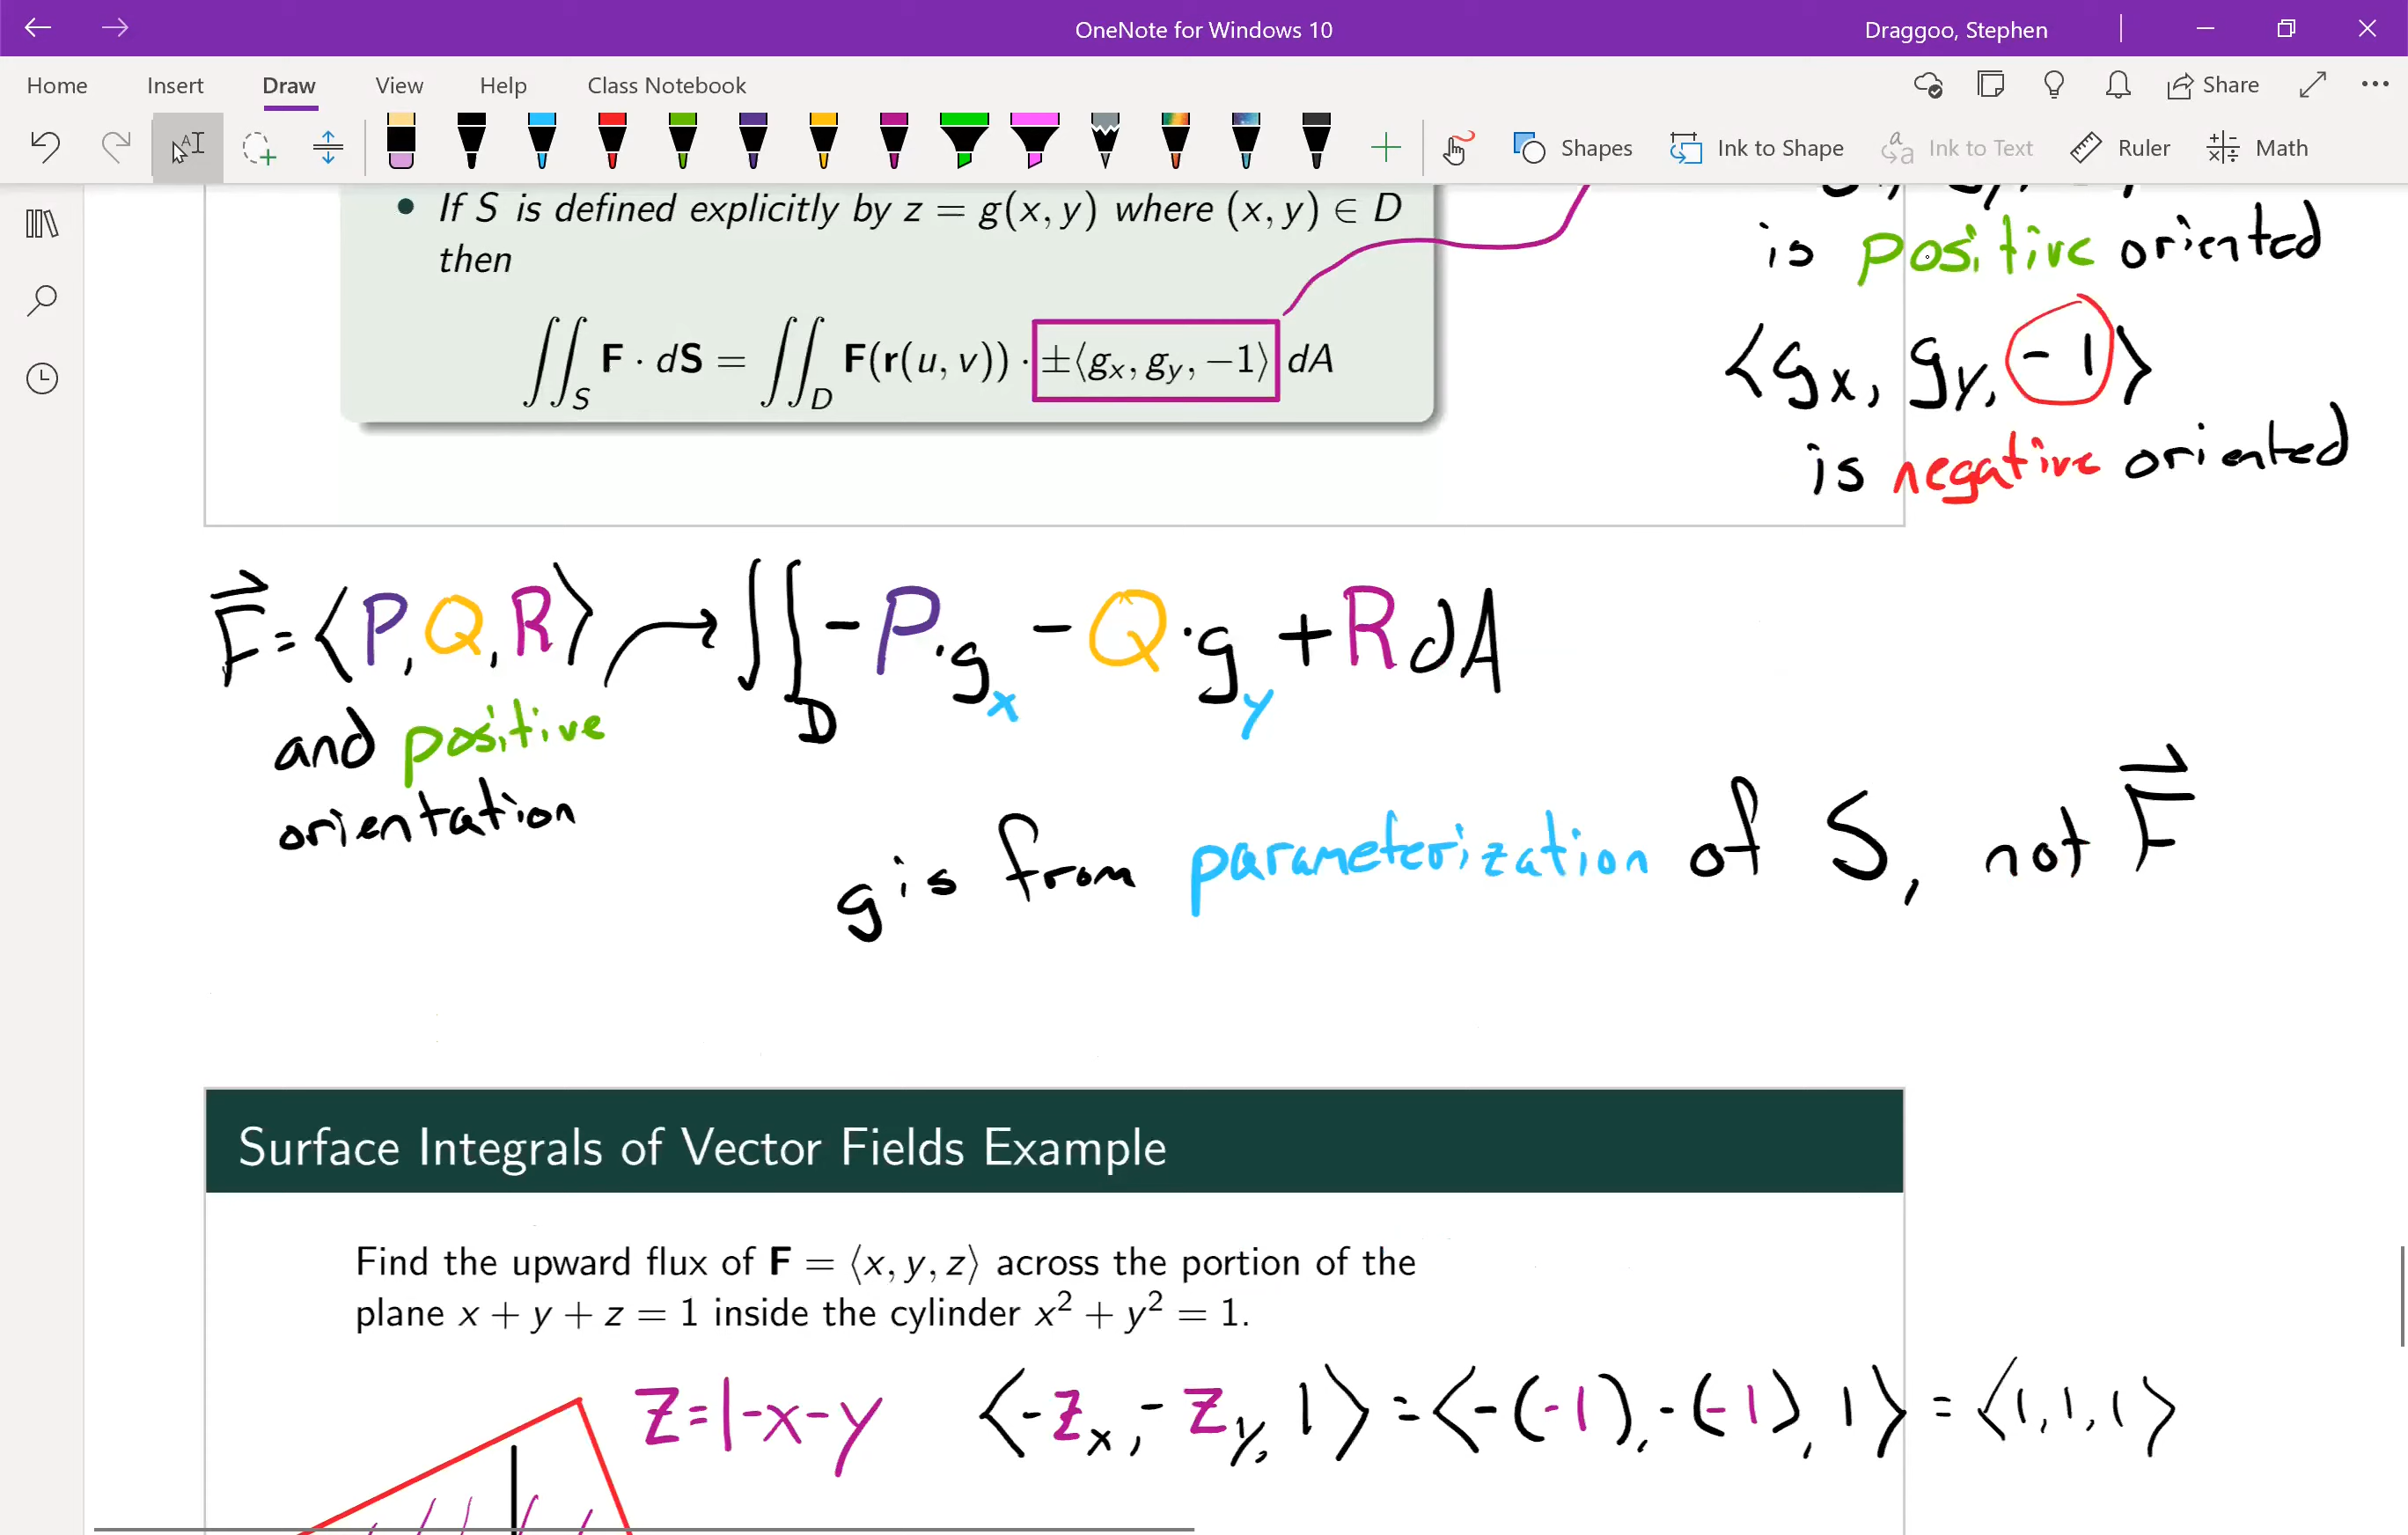 OneNote for Windows 10
Draggoo, Stephen
Home Insert Draw View Help Class Notebook
Share
Shapes Ink to Shape Ink to Text Ruler Math
• If S is defined explicitly by z = g(x, y) where (x, y) ∈ D
then
∬_S F · dS = ∬_D F(r(u, v)) · ±⟨g_x, g_y, −1⟩ dA
is positive oriented
⟨g_x, g_y, -1⟩
is negative oriented
F⃗ = ⟨P, Q, R⟩
and positive
orientation
∬_D -P·g_x - Q·g_y + R dA
g is from parameterization of S, not F⃗
Surface Integrals of Vector Fields Example
Find the upward flux of F = ⟨x, y, z⟩ across the portion of the
plane x + y + z = 1 inside the cylinder x² + y² = 1.
z=1-x-y
⟨-z_x, -z_y, 1⟩ = ⟨-(-1), -(-1), 1⟩ = ⟨1, 1, 1⟩